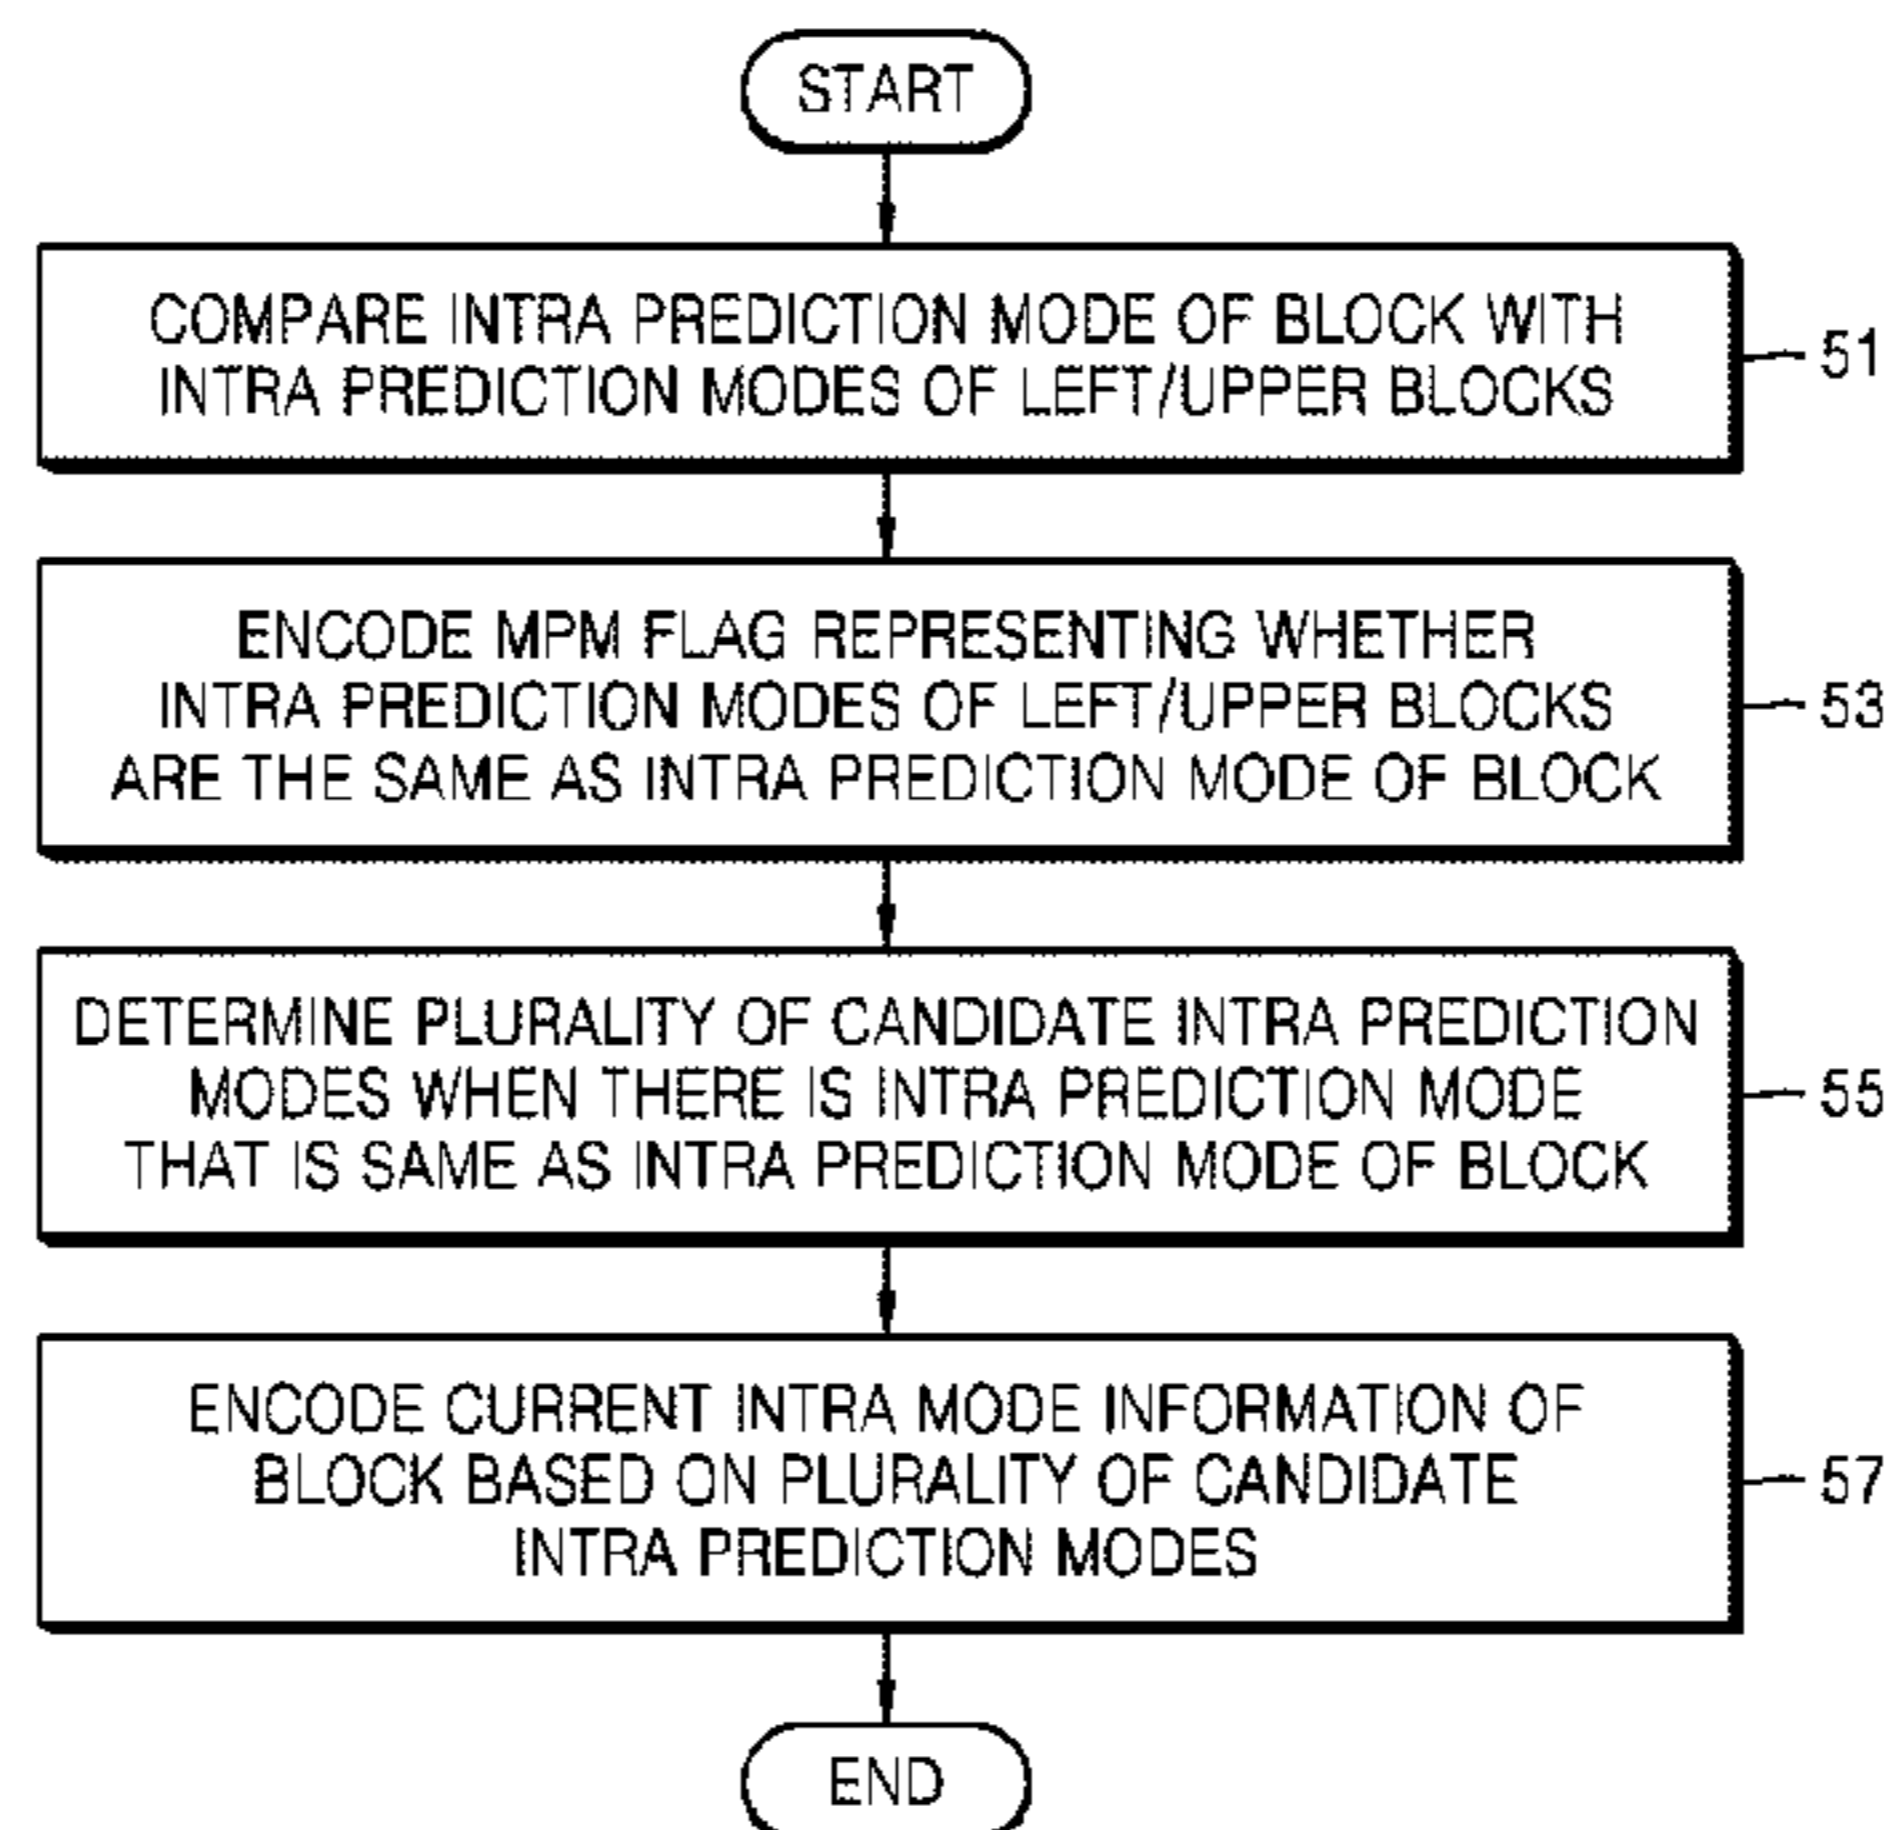 START
COMPARE INTRA PREDICTION MODE OF BLOCK WITH
INTRA PREDICTION MODES OF LEFT/UPPER BLOCKS
51
ENCODE MPM FLAG REPRESENTING WHETHER
INTRA PREDICTION MODES OF LEFT/UPPER BLOCKS
ARE THE SAME AS INTRA PREDICTION MODE OF BLOCK
53
DETERMINE PLURALITY OF CANDIDATE INTRA PREDICTION
MODES WHEN THERE IS INTRA PREDICTION MODE
THAT IS SAME AS INTRA PREDICTION MODE OF BLOCK
55
ENCODE CURRENT INTRA MODE INFORMATION OF
BLOCK BASED ON PLURALITY OF CANDIDATE
INTRA PREDICTION MODES
57
END